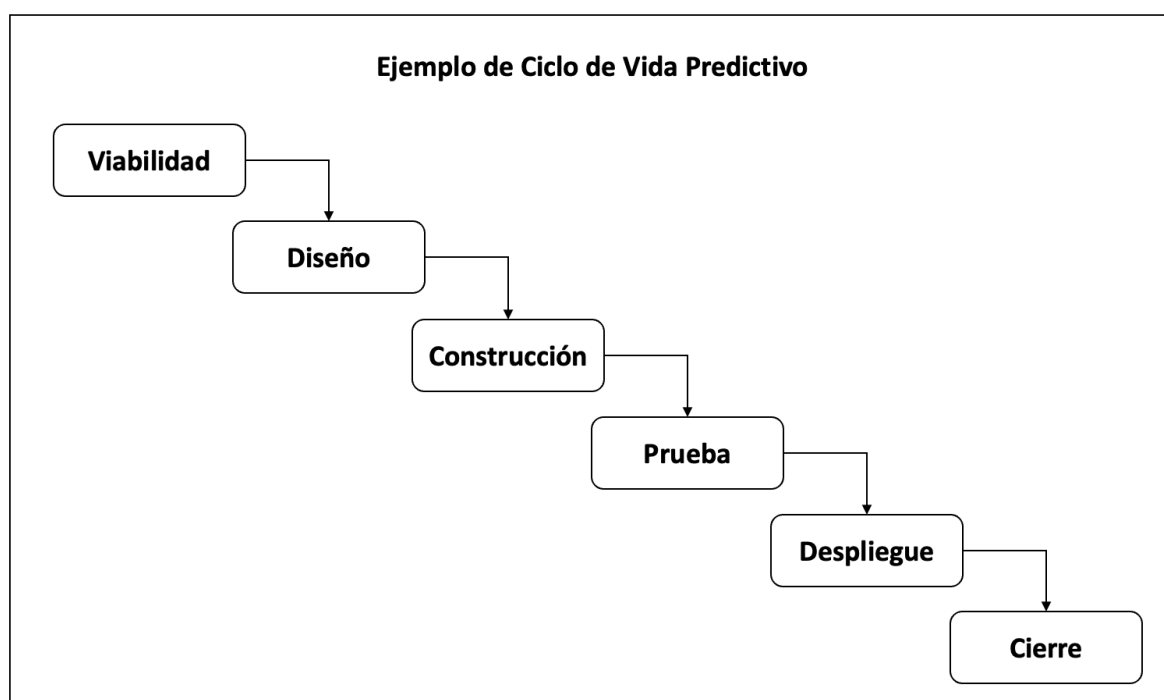 Ejemplo de Ciclo de Vida Predictivo
Viabilidad
Diseño
Construcción
Prueba
Despliegue
Cierre